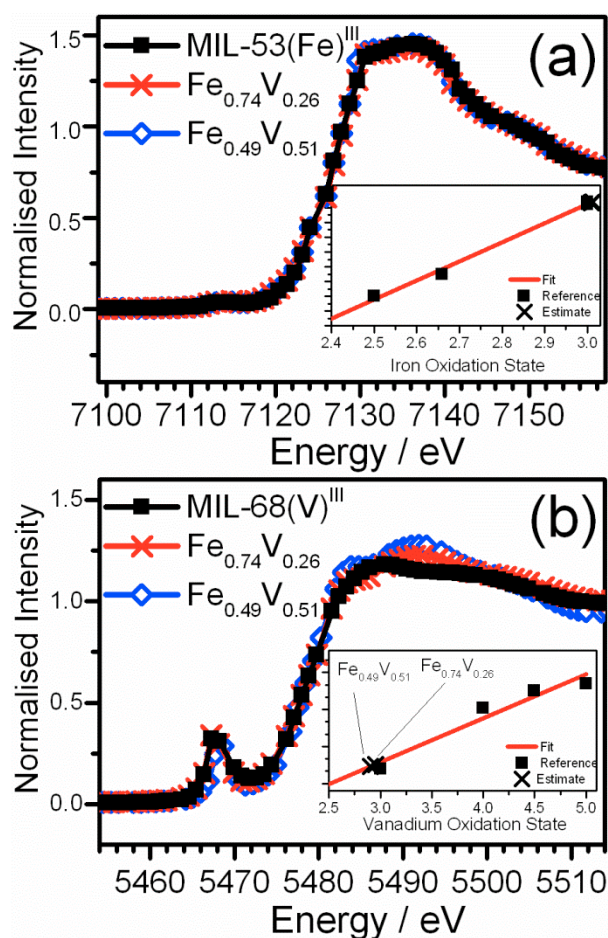 (a)
MIL-53(Fe)^III
Fe0.74V0.26
Fe0.49V0.51
Normalised Intensity
1.5
1.0
0.5
0.0
Fit
Reference
Estimate
2.4 2.5 2.6 2.7 2.8 2.9 3.0
Iron Oxidation State
7100 7110 7120 7130 7140 7150
Energy / eV
(b)
MIL-68(V)^III
Fe0.74V0.26
Fe0.49V0.51
Normalised Intensity
1.5
1.0
0.5
0.0
Fe0.49V0.51
Fe0.74V0.26
Fit
Reference
Estimate
2.5 3.0 3.5 4.0 4.5 5.0
Vanadium Oxidation State
5460 5470 5480 5490 5500 5510
Energy / eV